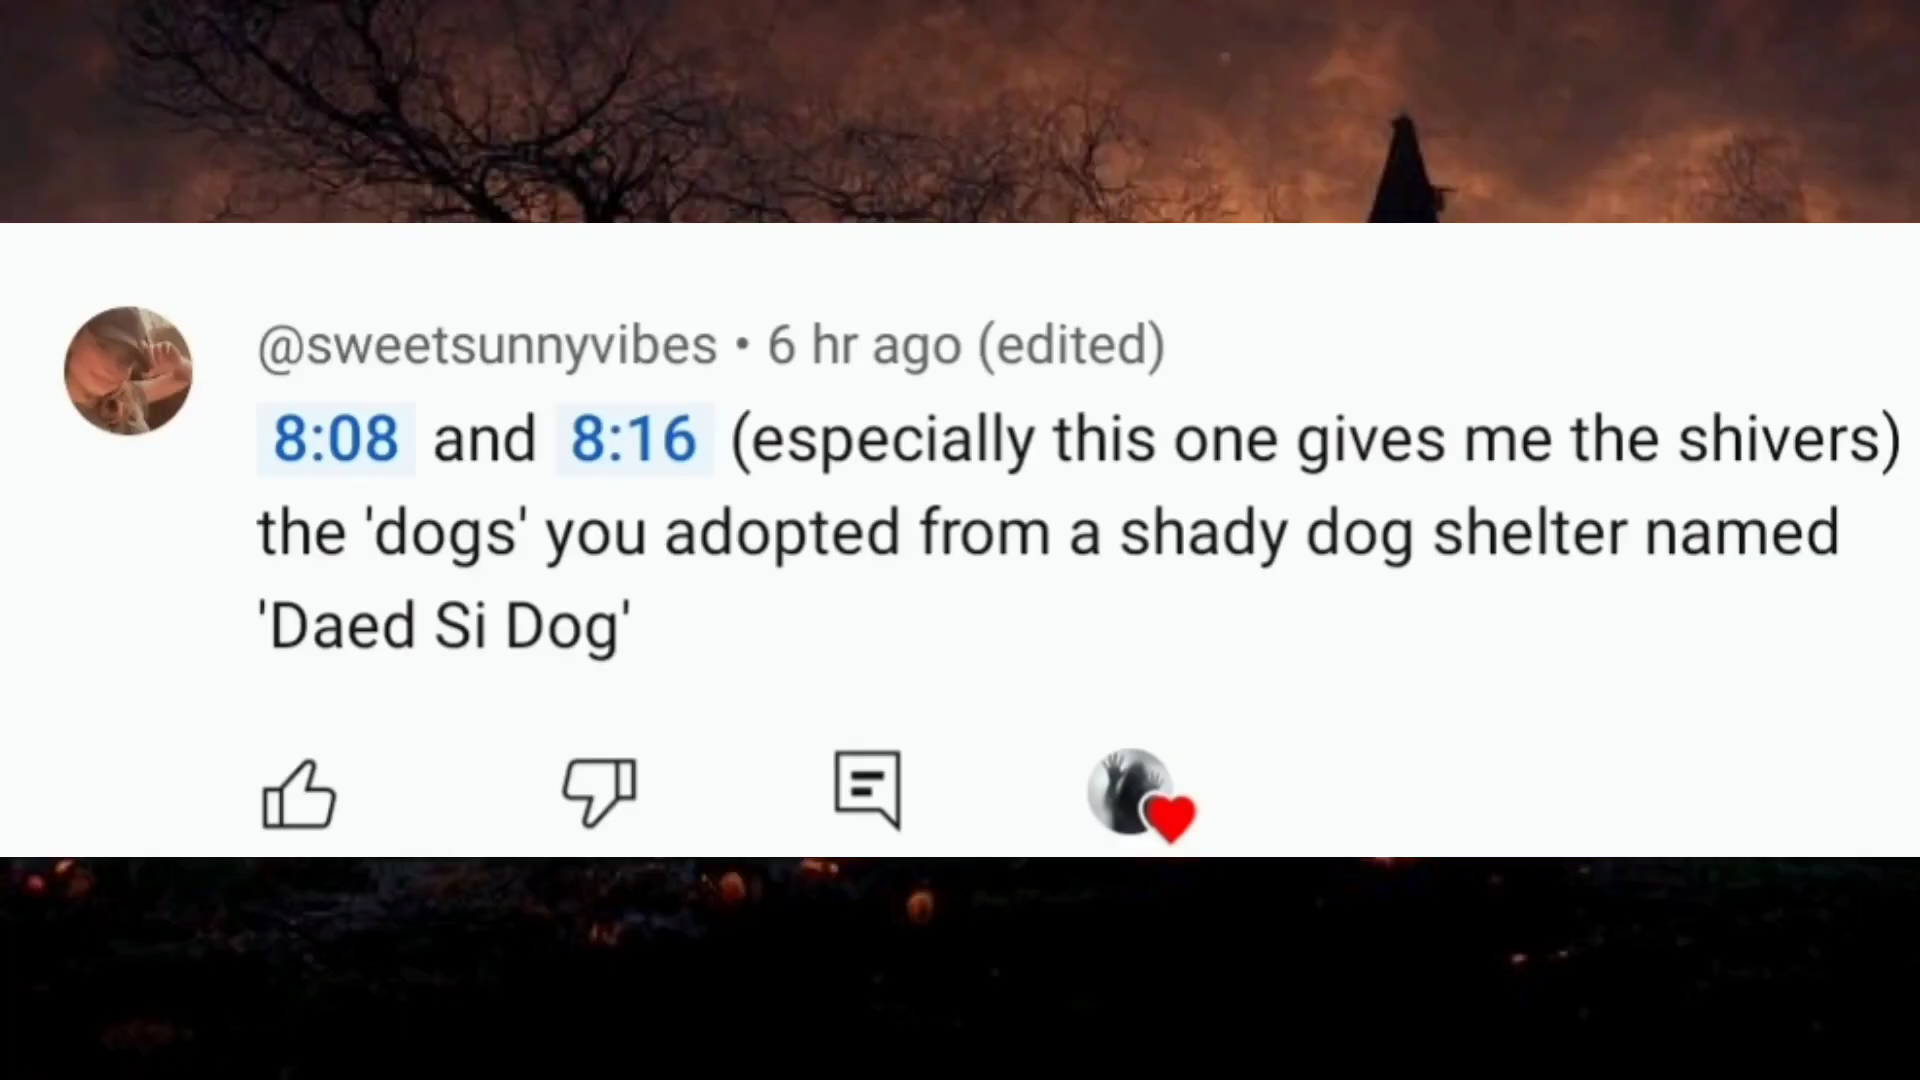 @sweetsunnyvibes • 6 hr ago (edited)
8:08 and 8:16 (especially this one gives me the shivers)
the 'dogs' you adopted from a shady dog shelter named
'Daed Si Dog'